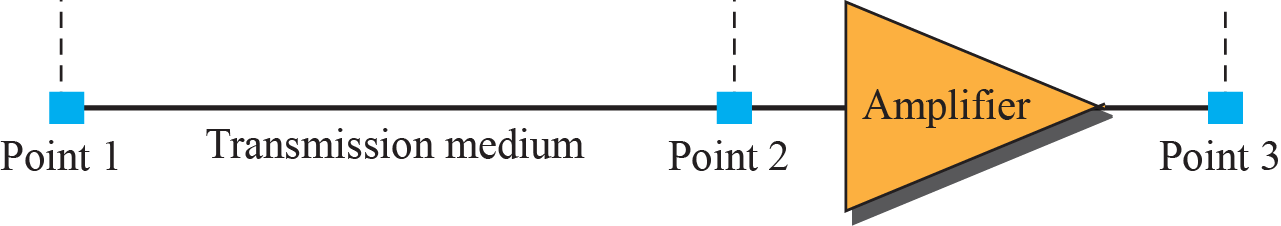 Amplifier
Transmission medium
Point 1
Point 2
Point 3